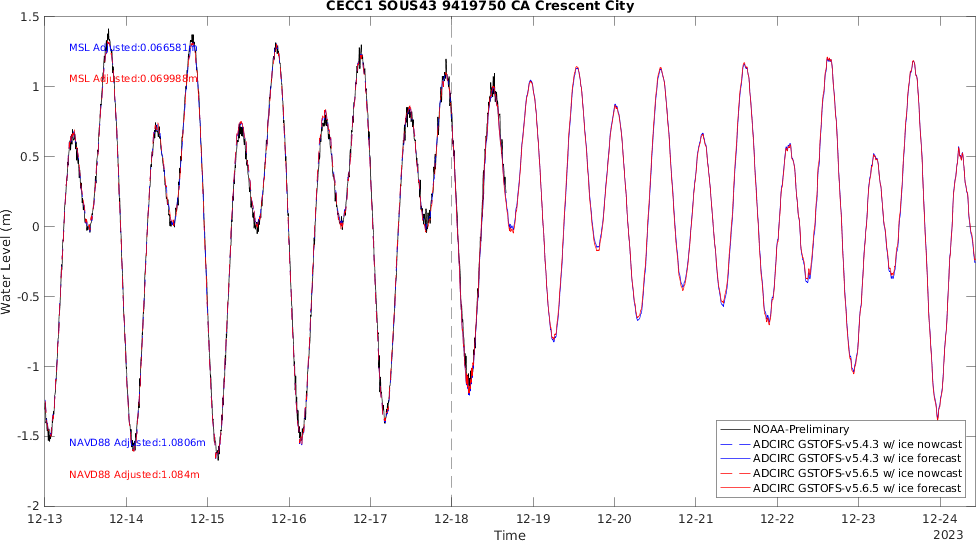 CECC1 SOUS43 9419750 CA Crescent City
1.5
1
0.5
0
-0.5
-1
-1.5
-2
Water Level (m)
MSL Adjusted:0.066581m
MSL Adjusted:0.069988m
NAVD88 Adjusted:1.0806m
NAVD88 Adjusted:1.084m
NOAA-Preliminary
ADCIRC GSTOFS-v5.4.3 w/ ice nowcast
ADCIRC GSTOFS-v5.4.3 w/ ice forecast
ADCIRC GSTOFS-v5.6.5 w/ ice nowcast
ADCIRC GSTOFS-v5.6.5 w/ ice forecast
12-13 12-14 12-15 12-16 12-17 12-18 12-19 12-20 12-21 12-22 12-23 12-24
Time
2023